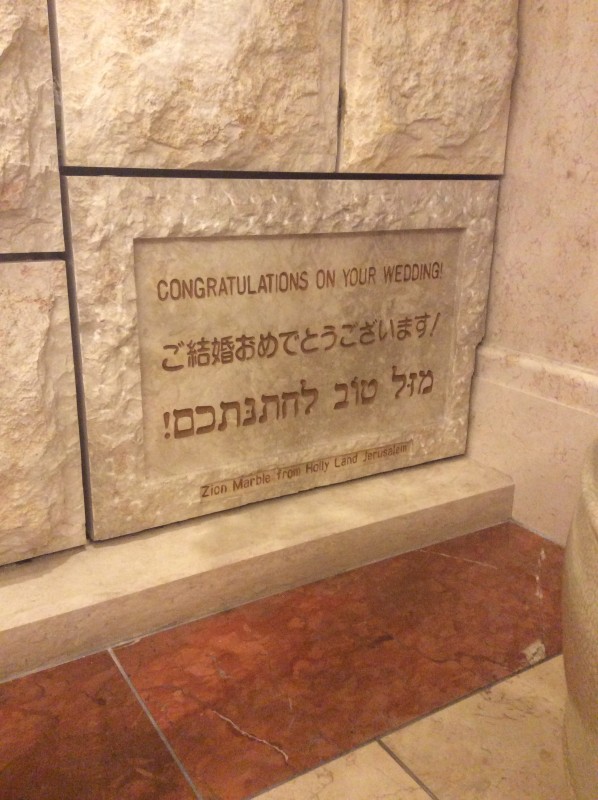 CONGRATULATIONS ON YOUR WEDDING!
ご結婚おめでとうございます!
מזל טוב לחתנתכם!
Zion Marble from Holly Land Jerusalem